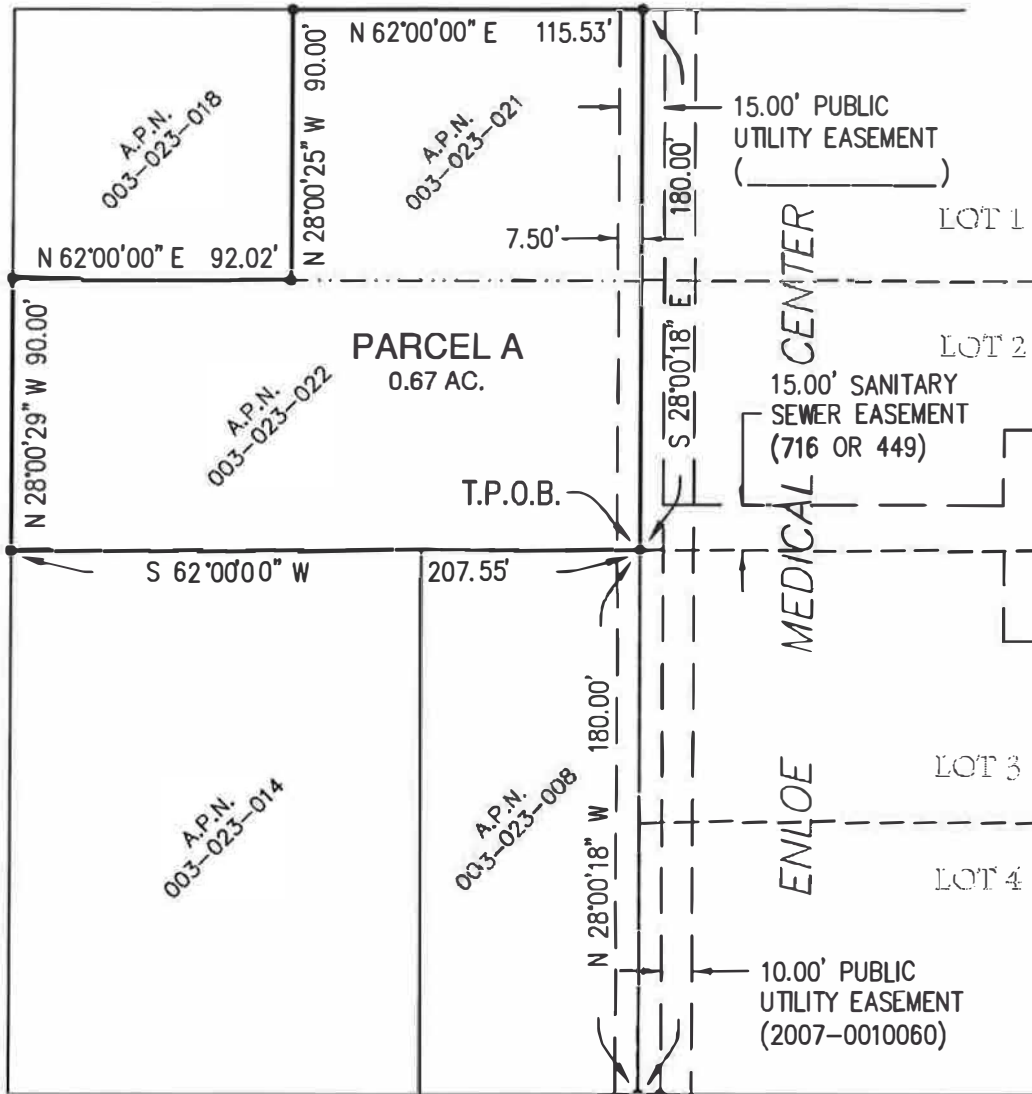 N 62°00'00" E 115.53'
N 28°00'25" W 90.00'
A.P.N.
003-023-018
A.P.N.
003-023-021
15.00' PUBLIC
UTILITY EASEMENT
(__________)
S 28°00'18" E 180.00'
LOT 1
7.50'
N 62°00'00" E 92.02'
N 28°00'29" W 90.00'
PARCEL A
0.67 AC.
A.P.N.
003-023-022
LOT 2
15.00' SANITARY
SEWER EASEMENT
(716 OR 449)
T.P.O.B.
S 62°00'00" W 207.55'
ENLOE MEDICAL CENTER
N 28°00'18" W 180.00'
A.P.N.
003-023-014
A.P.N.
003-023-008
LOT 3
LOT 4
10.00' PUBLIC
UTILITY EASEMENT
(2007-0010060)